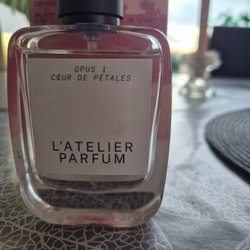 OPUS 1
CŒUR DE PÉTALES
L'ATELIER
PARFUM